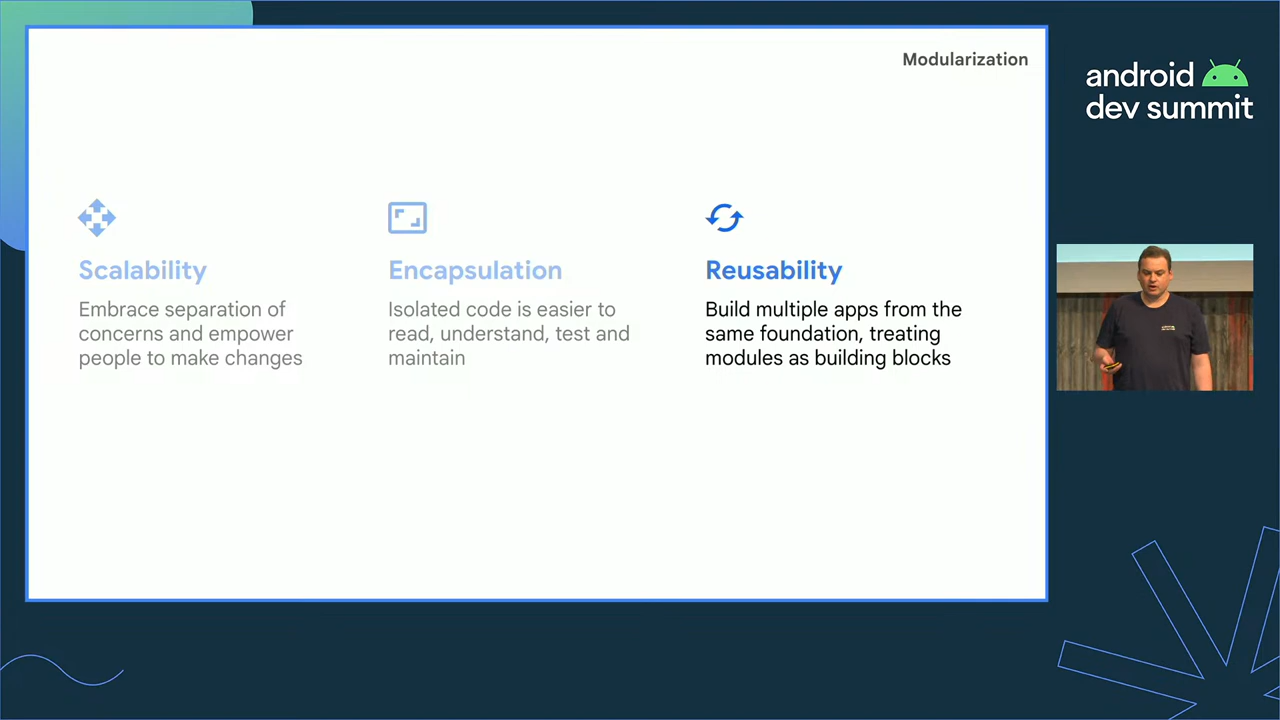 Modularization
android
dev summit
Scalability
Embrace separation of
concerns and empower
people to make changes
Encapsulation
Isolated code is easier to
read, understand, test and
maintain
Reusability
Build multiple apps from the
same foundation, treating
modules as building blocks